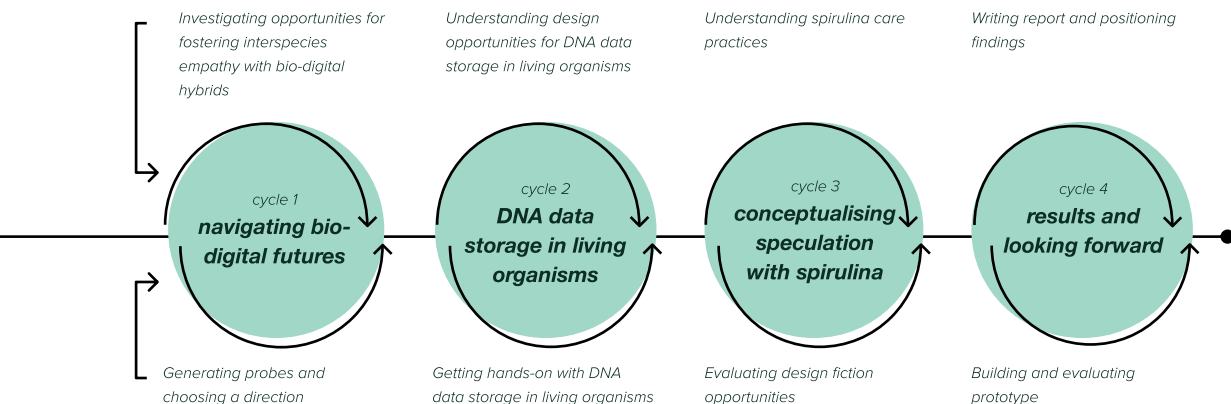 Investigating opportunities for
fostering interspecies
empathy with bio-digital
hybrids
Understanding design
opportunities for DNA data
storage in living organisms
Understanding spirulina care
practices
Writing report and positioning
findings
cycle 1
navigating bio-
digital futures
cycle 2
DNA data
storage in living
organisms
cycle 3
conceptualising
speculation
with spirulina
cycle 4
results and
looking forward
Generating probes and
choosing a direction
Getting hands-on with DNA
data storage in living organisms
Evaluating design fiction
opportunities
Building and evaluating
prototype